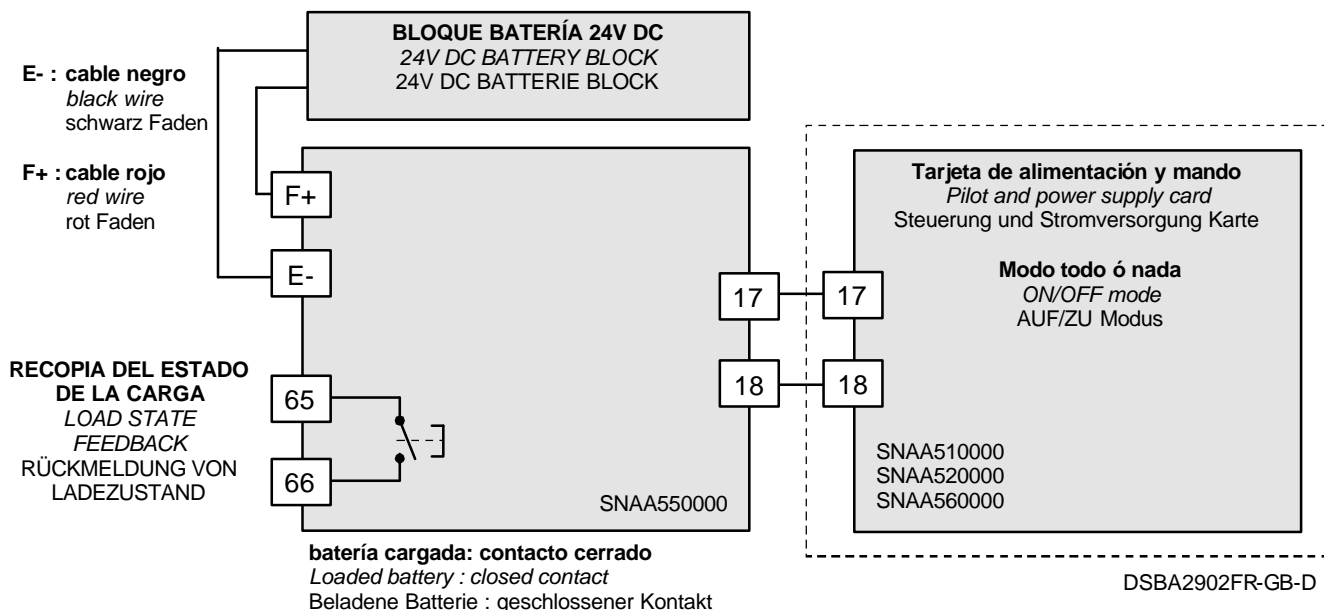 BLOQUE BATERÍA 24V DC
24V DC BATTERY BLOCK
24V DC BATTERIE BLOCK
E- : cable negro
black wire
schwarz Faden
F+ : cable rojo
red wire
rot Faden
F+
E-
RECOPIA DEL ESTADO
DE LA CARGA
LOAD STATE
FEEDBACK
RÜCKMELDUNG VON
LADEZUSTAND
65
66
17
18
SNAA550000
batería cargada: contacto cerrado
Loaded battery : closed contact
Beladene Batterie : geschlossener Kontakt
Tarjeta de alimentación y mando
Pilot and power supply card
Steuerung und Stromversorgung Karte
Modo todo ó nada
ON/OFF mode
AUF/ZU Modus
17
18
SNAA510000
SNAA520000
SNAA560000
DSBA2902FR-GB-D